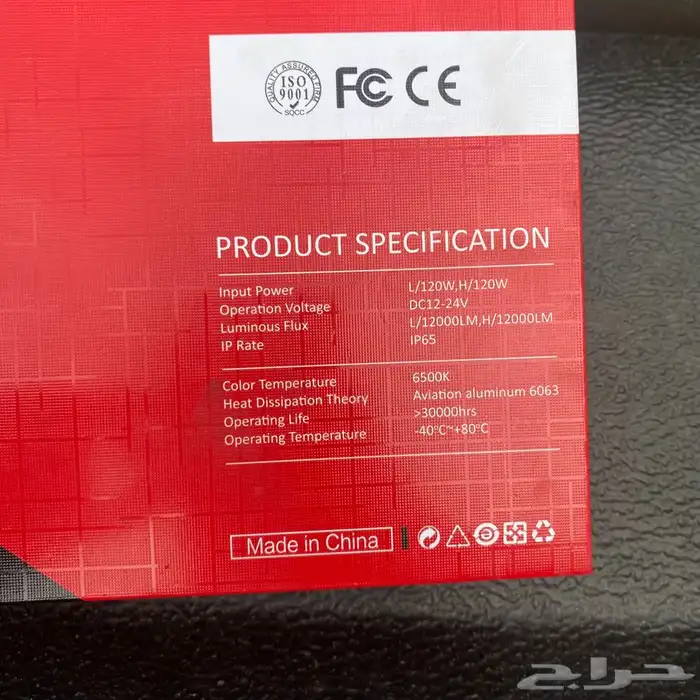 QUALITY ASSURED FIRM
ISO
9001
SQCC
FC CE
PRODUCT SPECIFICATION
Input Power L/120W,H/120W
Operation Voltage DC12-24V
Luminous Flux L/12000LM,H/12000LM
IP Rate IP65
Color Temperature 6500K
Heat Dissipation Theory Aviation aluminum 6063
Operating Life >30000hrs
Operating Temperature -40°C~+80°C
Made in China
حراج